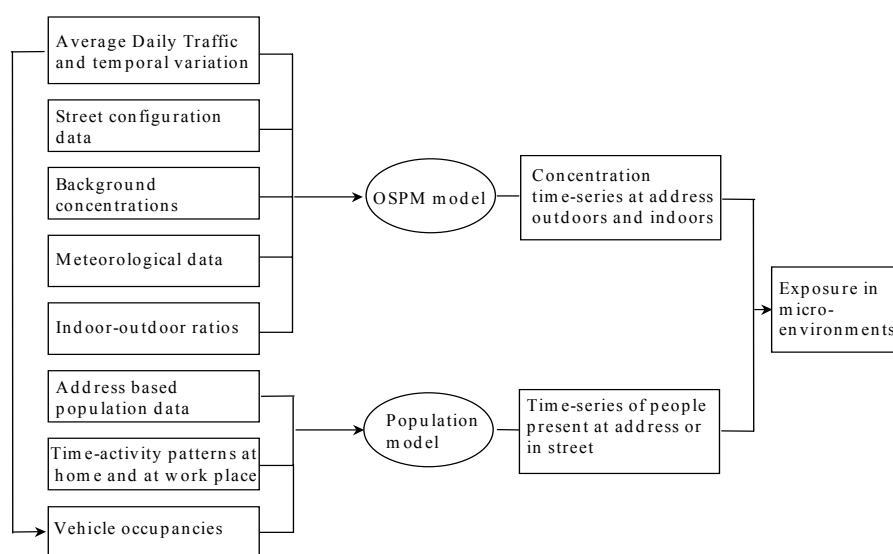 Average Daily Traffic
and temporal variation
Street configuration
data
Background
concentrations
Meteorological data
Indoor-outdoor ratios
Address based
population data
Time-activity patterns at
home and at work place
Vehicle occupancies
OSPM model
Population
model
Concentration
time-series at address
outdoors and indoors
Time-series of people
present at address or
in street
Exposure in
micro-
environments